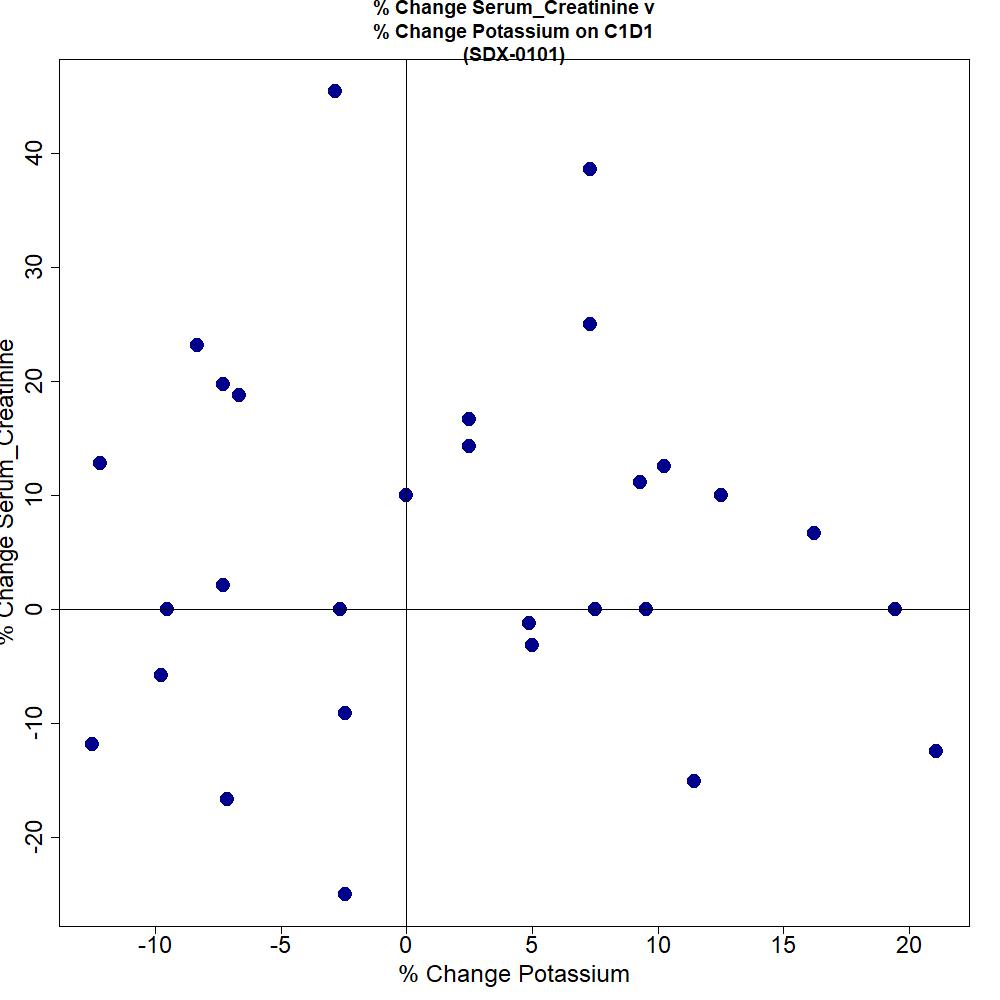 % Change Serum_Creatinine v
% Change Potassium on C1D1
(SDX-0101)
% Change Serum_Creatinine
40
30
20
10
0
-10
-20
-10
-5
0
5
10
15
20
% Change Potassium